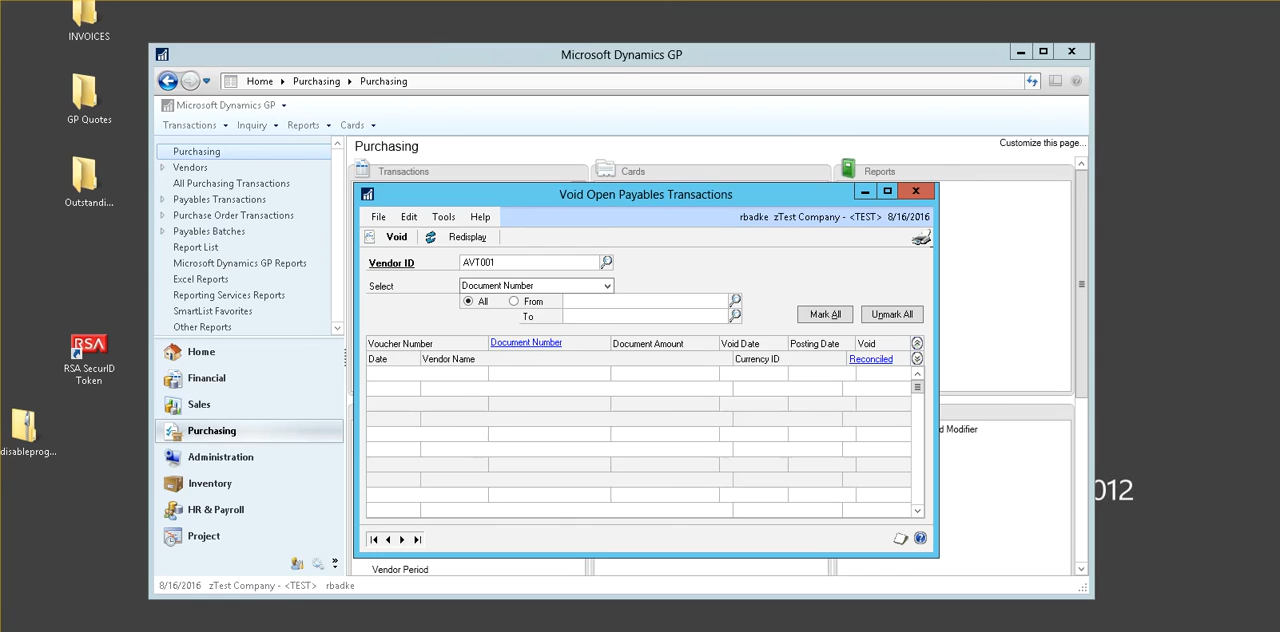 INVOICES
GP Quotes
Outstandi...
RSA
RSA SecurID
Token
disableprog...
Microsoft Dynamics GP
Home Purchasing Purchasing
Microsoft Dynamics GP
Transactions Inquiry Reports Cards
Purchasing
Vendors
All Purchasing Transactions
Payables Transactions
Purchase Order Transactions
Payables Batches
Report List
Microsoft Dynamics GP Reports
Excel Reports
Reporting Services Reports
SmartList Favorites
Other Reports
Home
Financial
Sales
Purchasing
Administration
Inventory
HR & Payroll
Project
Purchasing
Customize this page...
Transactions Cards Reports
Void Open Payables Transactions
File Edit Tools Help
rbadke zTest Company - <TEST> 8/16/2016
Void Redisplay
Vendor ID AVT001
Select Document Number
All From
To
Mark All Unmark All
Voucher Number Document Number Document Amount Void Date Posting Date Void
Date Vendor Name Currency ID Reconciled
d Modifier
Vendor Period
8/16/2016 zTest Company - <TEST> rbadke
012